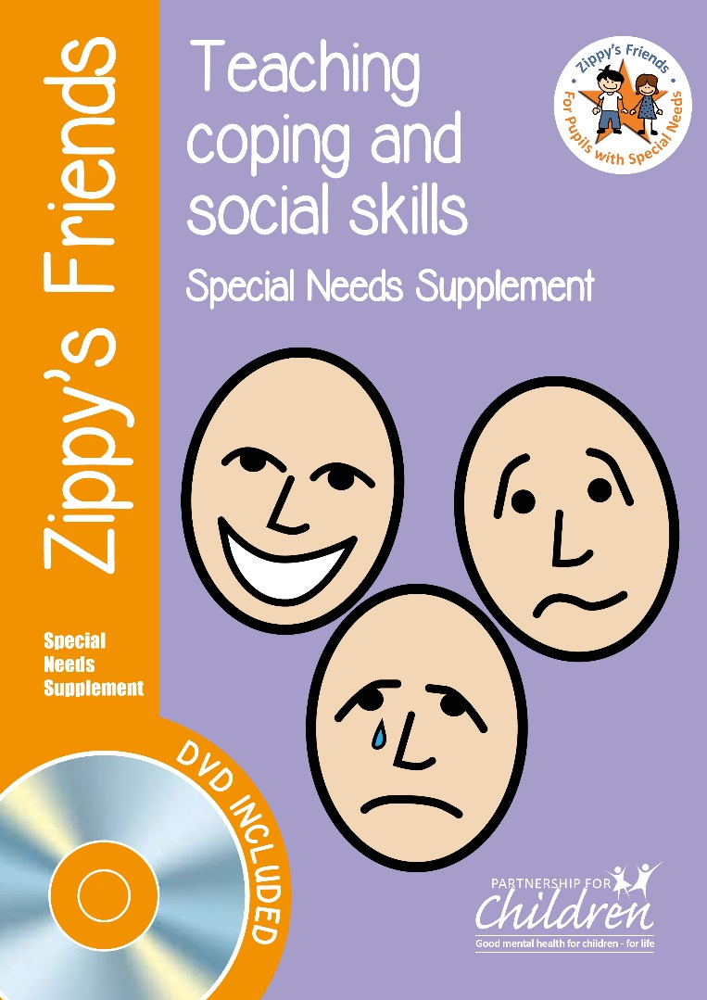 Zippy's Friends
Teaching
coping and
social skills
Special Needs Supplement
Zippy's Friends
For Pupils with Special Needs
Special
Needs
Supplement
DVD INCLUDED
PARTNERSHIP FOR
Children
Good mental health for children - for life